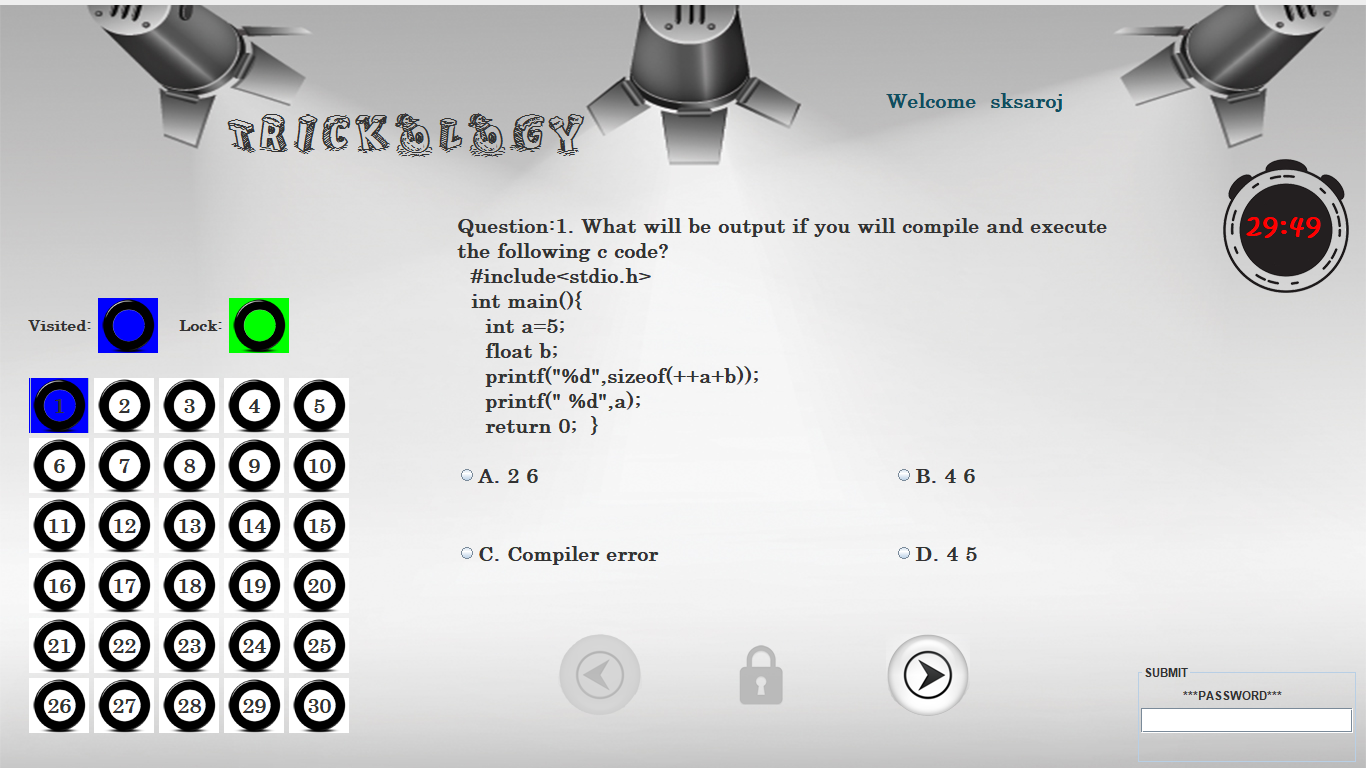 TRICKOLOGY
Welcome sksaroj
29:49
Question:1. What will be output if you will compile and execute
the following c code?
#include<stdio.h>
int main(){
int a=5;
float b;
printf("%d",sizeof(++a+b));
printf(" %d",a);
return 0; }
A. 2 6
B. 4 6
C. Compiler error
D. 4 5
Visited:
Lock:
1 2 3 4 5
6 7 8 9 10
11 12 13 14 15
16 17 18 19 20
21 22 23 24 25
26 27 28 29 30
SUBMIT
***PASSWORD***